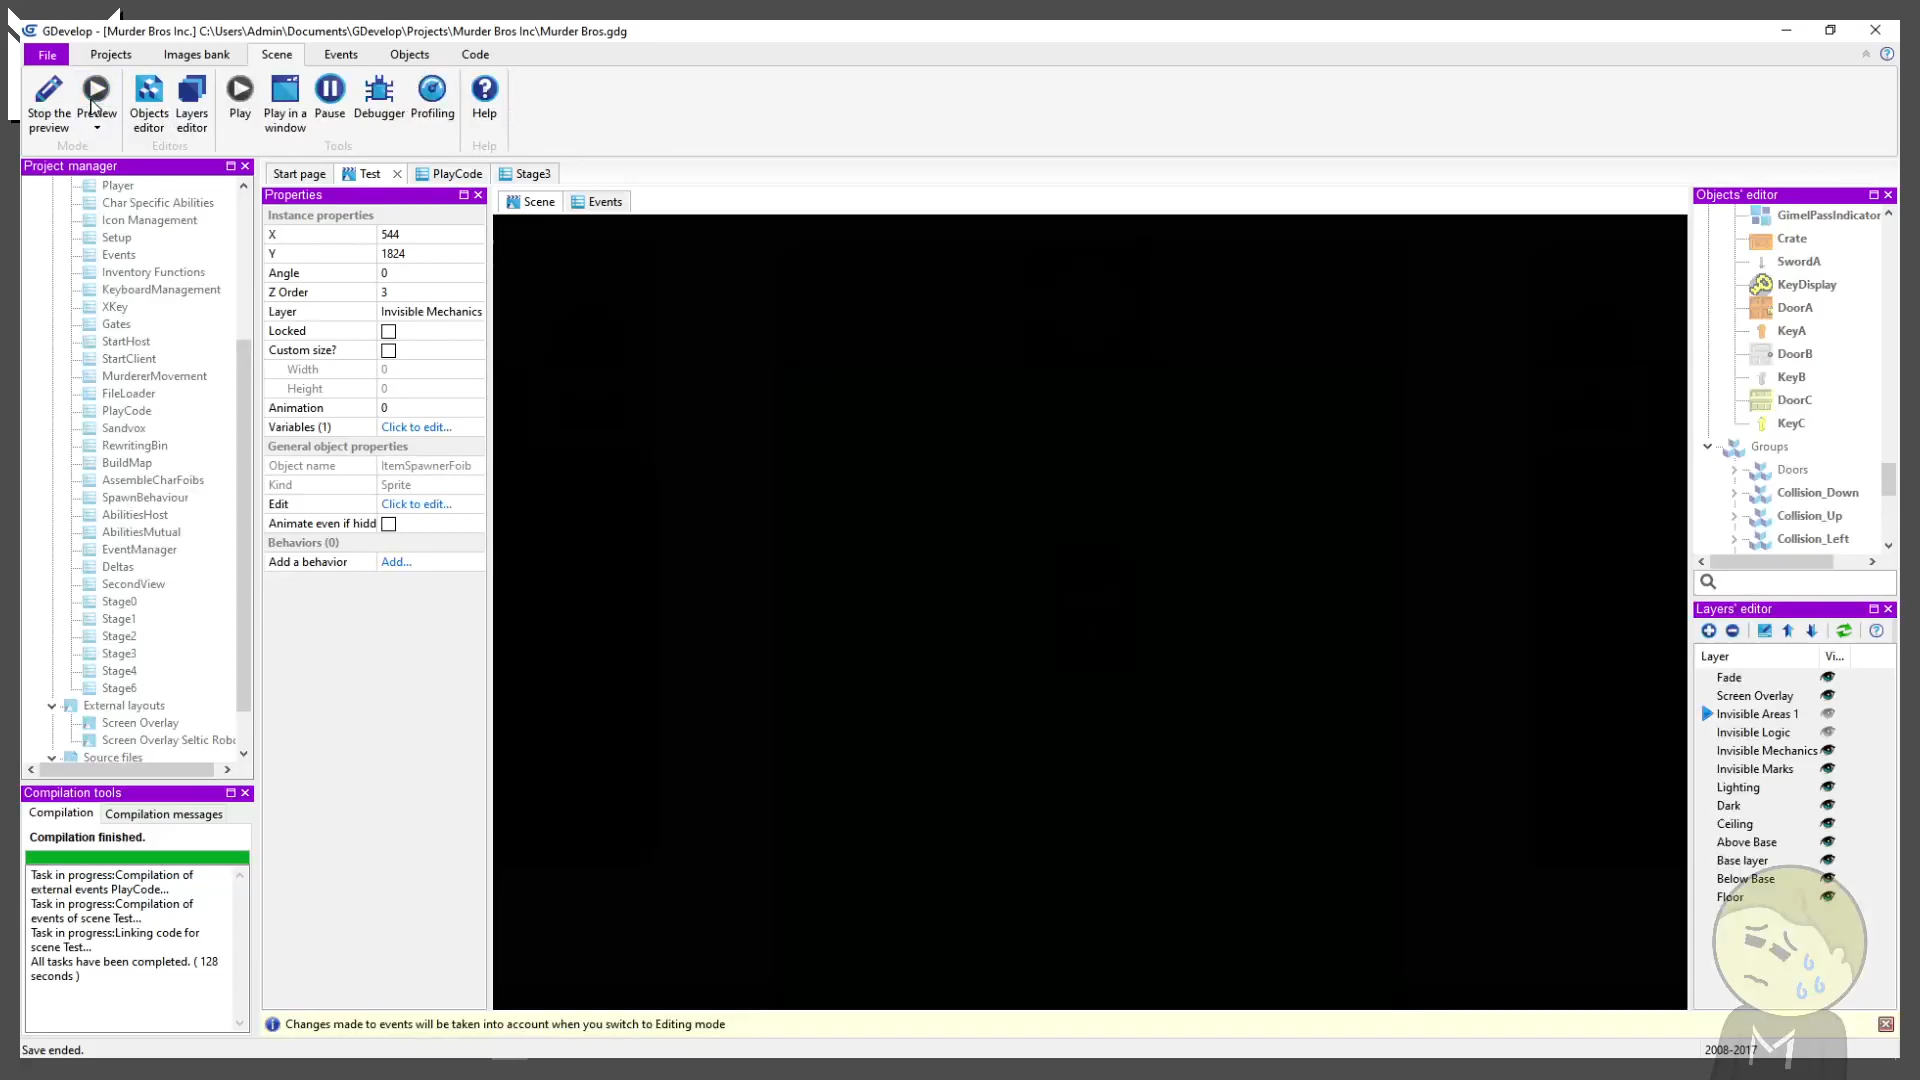 GDevelop - [Murder Bros Inc.] C:\Users\Admin\Documents\GDevelop\Projects\Murder Bros Inc\Murder Bros.gdg
File Projects Images bank Scene Events Objects Code
Stop the preview Preview Objects editor Layers editor Play Play in a window Pause Debugger Profiling Help
Mode Editors Tools Help
Project manager
Player
Char Specific Abilities
Icon Management
Setup
Events
Inventory Functions
KeyboardManagement
XKey
Gates
StartHost
StartClient
MurdererMovement
FileLoader
PlayCode
Sandvox
RewritingBin
BuildMap
AssembleCharFoibs
SpawnBehaviour
AbilitiesHost
AbilitiesMutual
EventManager
Deltas
SecondView
Stage0
Stage1
Stage2
Stage3
Stage4
Stage6
External layouts
Screen Overlay
Screen Overlay Seltic Robo
Source files
Compilation tools
Compilation Compilation messages
Compilation finished.
Task in progress:Compilation of
external events PlayCode...
Task in progress:Compilation of
events of scene Test...
Task in progress:Linking code for
scene Test...
All tasks have been completed. ( 128
seconds )
Save ended.
Start page Test PlayCode Stage3
Properties
Instance properties
X 544
Y 1824
Angle 0
Z Order 3
Layer Invisible Mechanics
Locked
Custom size?
Width 0
Height 0
Animation 0
Variables (1) Click to edit...
General object properties
Object name ItemSpawnerFoib
Kind Sprite
Edit Click to edit...
Animate even if hidd
Behaviors (0)
Add a behavior Add...
Scene Events
Changes made to events will be taken into account when you switch to Editing mode
Objects' editor
GimelPassIndicator
Crate
SwordA
KeyDisplay
DoorA
KeyA
DoorB
KeyB
DoorC
KeyC
Groups
Doors
Collision_Down
Collision_Up
Collision_Left
Layers' editor
Layer Vi...
Fade
Screen Overlay
Invisible Areas 1
Invisible Logic
Invisible Mechanics
Invisible Marks
Lighting
Dark
Ceiling
Above Base
Base layer
Below Base
Floor
2008-2017